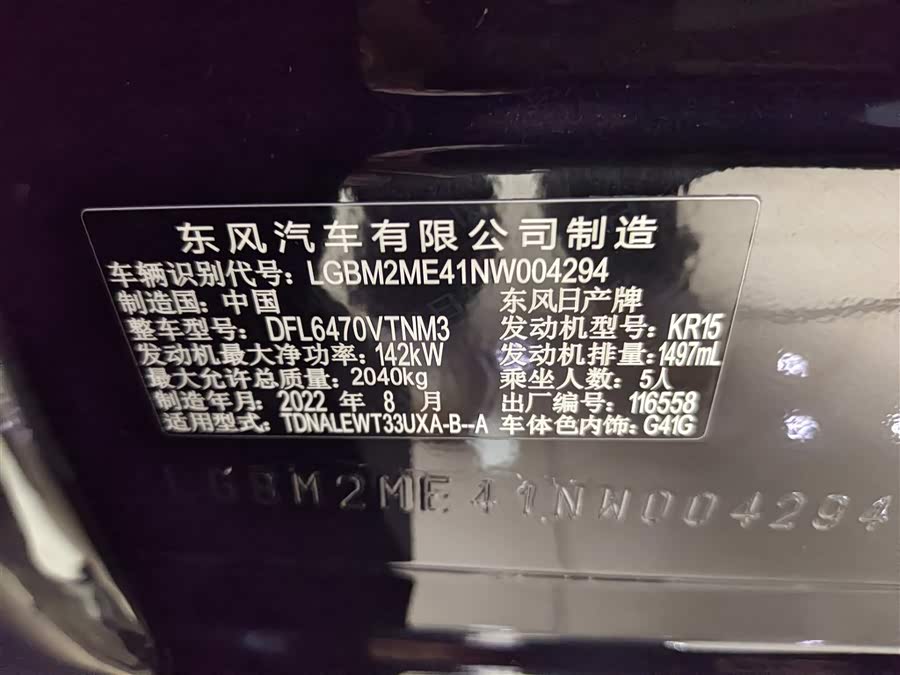 东风汽车有限公司制造
车辆识别代号: LGBM2ME41NW004294
制造国: 中国 东风日产牌
整车型号: DFL6470VTNM3 发动机型号: KR15
发动机最大净功率: 142kW 发动机排量: 1497mL
最大允许总质量: 2040kg 乘坐人数: 5人
制造年月: 2022 年 8 月 出厂编号: 116558
适用型式: TDNALEWT33UXA-B--A 车体色内饰: G41G
LGBM2ME41NW004294